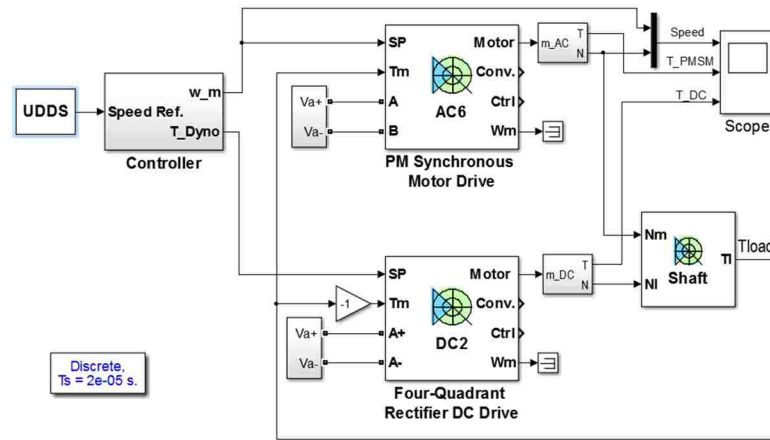 UDDS
Speed Ref.
w_m
T_Dyno
Controller
SP
Tm
A
B
Motor
Conv.
Ctrl
Wm
AC6
Va+
Va-
PM Synchronous
Motor Drive
m_AC
T
N
Speed
T_PMSM
T_DC
Scope
SP
Tm
A+
A-
Motor
Conv.
Ctrl
Wm
DC2
-1
Va+
Va-
Four-Quadrant
Rectifier DC Drive
m_DC
T
N
Nm
Nl
Tl
Shaft
Tload
Discrete,
Ts = 2e-05 s.